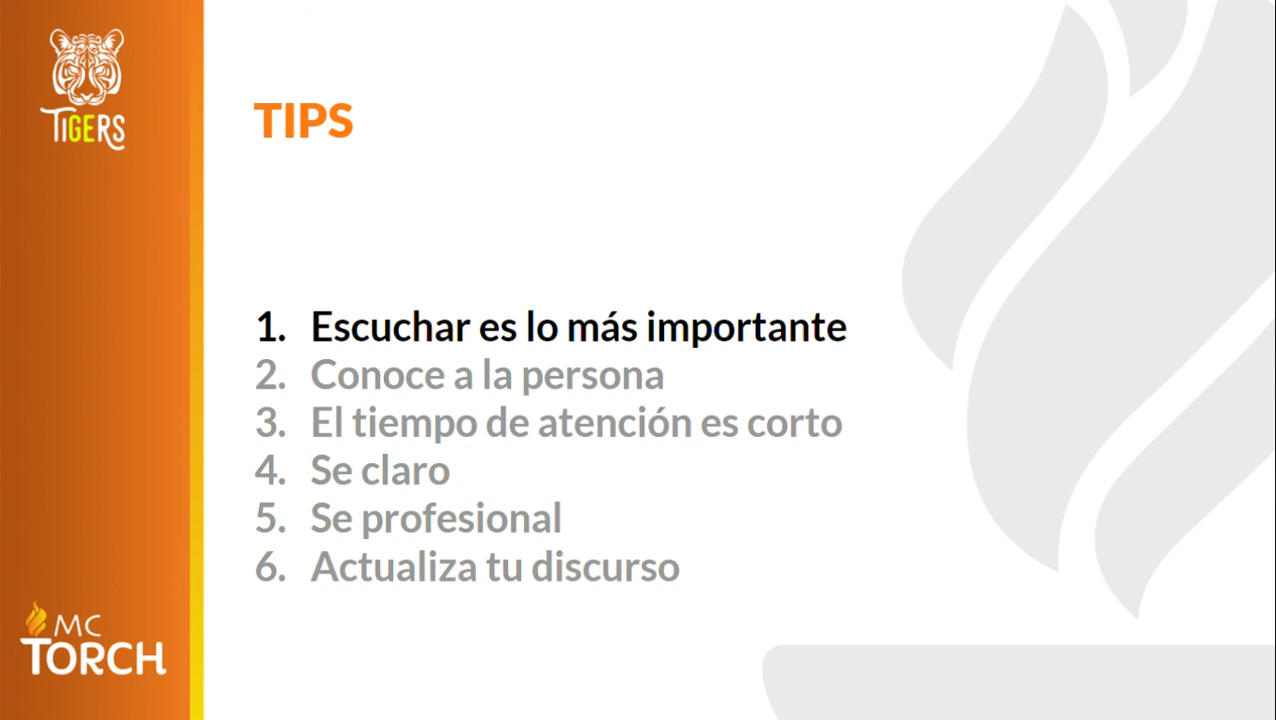 TIGERS
TIPS
1. Escuchar es lo más importante
2. Conoce a la persona
3. El tiempo de atención es corto
4. Se claro
5. Se profesional
6. Actualiza tu discurso
MC
TORCH